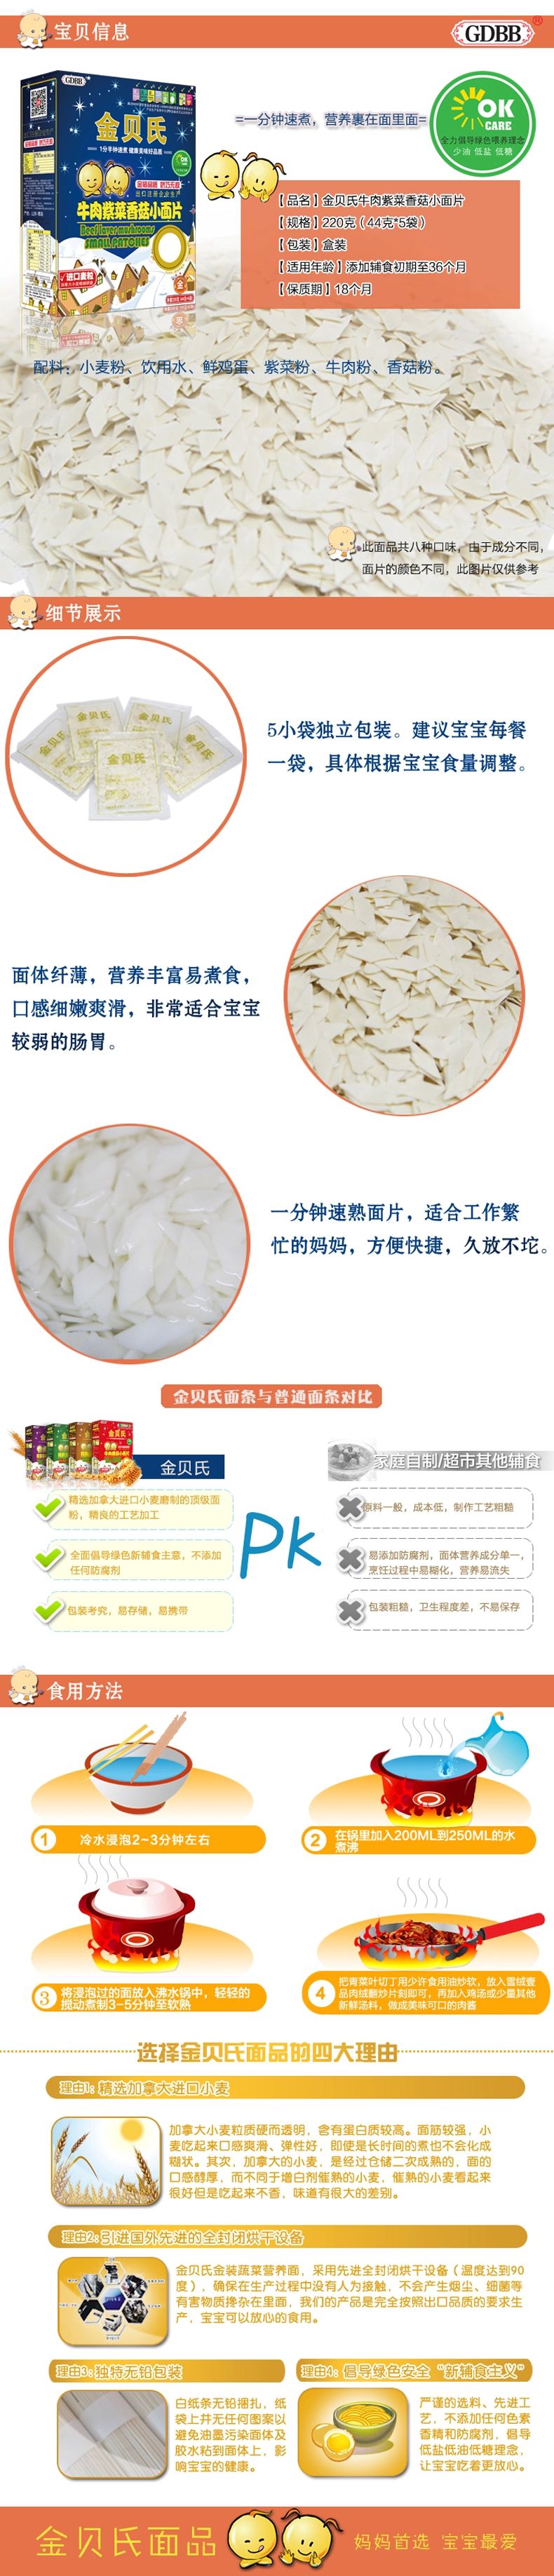 宝贝信息
GDBB
®
GDBB
金贝氏
1分半钟速煮 健康美味好品质
牛肉紫菜香菇小面片
Beef laver mushrooms
SMALL PATCHES
进口麦粒
=一分钟速煮，营养裹在面里面=
OK
CARE
全力倡导绿色喂养理念
少油 低盐 低糖
【品名】金贝氏牛肉紫菜香菇小面片
【规格】220克（44克*5袋）
【包装】盒装
【适用年龄】添加辅食初期至36个月
【保质期】18个月
配料：小麦粉、饮用水、鲜鸡蛋、紫菜粉、牛肉粉、香菇粉。
此面品共八种口味，由于成分不同，
面片的颜色不同，此图片仅供参考
细节展示
金贝氏
金贝氏
金贝氏
金贝氏
金贝氏
5小袋独立包装。建议宝宝每餐
一袋，具体根据宝宝食量调整。
面体纤薄，营养丰富易煮食，
口感细嫩爽滑，非常适合宝宝
较弱的肠胃。
一分钟速熟面片，适合工作繁
忙的妈妈，方便快捷，久放不坨。
金贝氏面条与普通面条对比
金贝氏
家庭自制/超市其他辅食
精选加拿大进口小麦磨制的顶级面
粉，精良的工艺加工
全面倡导绿色新辅食主意，不添加
任何防腐剂
包装考究，易存储，易携带
Pk
原料一般，成本低，制作工艺粗糙
易添加防腐剂，面体营养成分单一，
烹饪过程中易糊化，营养易流失
包装粗糙，卫生程度差，不易保存
食用方法
1 冷水浸泡2~3分钟左右
2 在锅里加入200ML到250ML的水
煮沸
3 将浸泡过的面放入沸水锅中，轻轻的
搅动煮制3-5分钟至软熟
4 把青菜叶切丁用少许食用油炒软，放入雪绒壹
品肉绒翻炒片刻即可，再加入鸡汤或少量其他
新鲜汤料，做成美味可口的肉酱
选择金贝氏面品的四大理由
理由1：精选加拿大进口小麦
加拿大小麦粒质硬而透明，含有蛋白质较高。面筋较强，小
麦吃起来口感爽滑、弹性好，即使是长时间的煮也不会化成
糊状。其次，加拿大的小麦，是经过仓储二次成熟的，面的
口感醇厚，而不同于增白剂催熟的小麦，催熟的小麦看起来
很好但是吃起来不香，味道有很大的差别。
理由2：引进国外先进的全封闭烘干设备
金贝氏金装蔬菜营养面，采用先进全封闭烘干设备（温度达到90
度），确保在生产过程中没有人为接触，不会产生烟尘、细菌等
有害物质搀杂在里面，我们的产品是完全按照出口品质的要求生
产，宝宝可以放心的食用。
理由3：独特无铅包装
白纸条无铅捆扎，纸
袋上并无任何图案以
避免油墨污染面体及
胶水粘到面体上，影
响宝宝的健康。
理由4：倡导绿色安全“新辅食主义”
严谨的选料、先进工
艺，不添加任何色素
香精和防腐剂，倡导
低盐低油低糖理念，
让宝宝吃着更放心。
金贝氏面品
妈妈首选 宝宝最爱